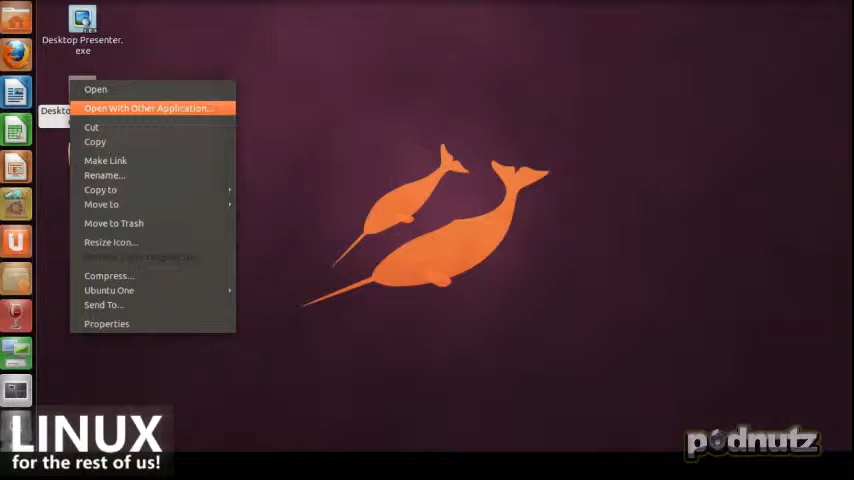 Desktop Presenter.
exe
Open
Deskto
Open With Other Application...
Cut
Copy
Make Link
Rename...
Copy to
Move to
Move to Trash
Resize Icon...
Compress...
Ubuntu One
Send To...
Properties
LINUX
for the rest of us!
podnutz